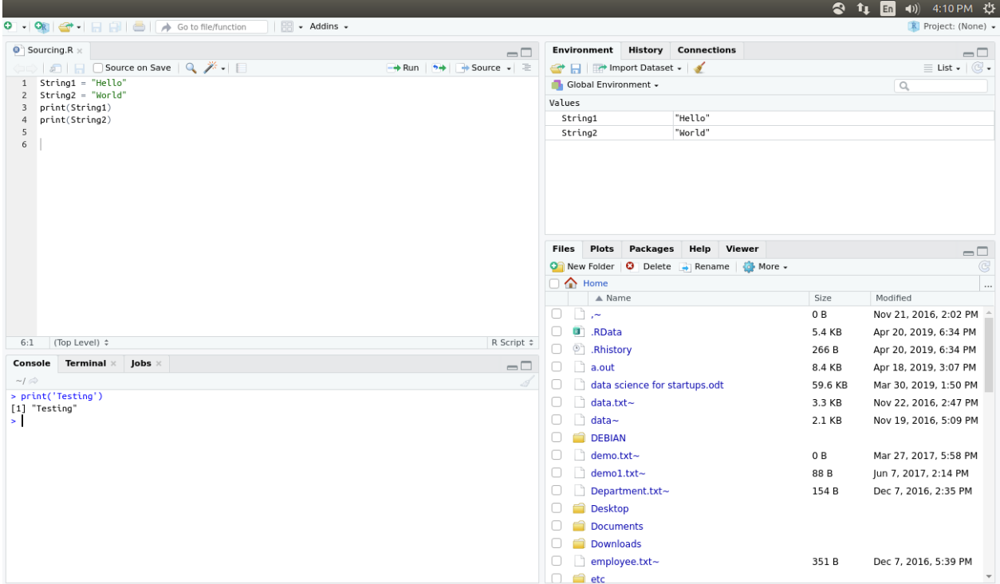 En 4:10 PM
Go to file/function Addins Project: (None)
Sourcing.R
Source on Save Run Source
1 String1 = "Hello"
2 String2 = "World"
3 print(String1)
4 print(String2)
5
6
6:1 (Top Level) R Script
Console Terminal Jobs
~/
> print('Testing')
[1] "Testing"
>
Environment History Connections
Import Dataset List
Global Environment
Values
String1 "Hello"
String2 "World"
Files Plots Packages Help Viewer
New Folder Delete Rename More
Home ...
Name Size Modified
,~ 0 B Nov 21, 2016, 2:02 PM
.RData 5.4 KB Apr 20, 2019, 6:34 PM
.Rhistory 266 B Apr 20, 2019, 6:34 PM
a.out 8.4 KB Apr 18, 2019, 3:07 PM
data science for startups.odt 59.6 KB Mar 30, 2019, 1:50 PM
data.txt~ 3.3 KB Nov 22, 2016, 2:47 PM
data~ 2.1 KB Nov 19, 2016, 5:09 PM
DEBIAN
demo.txt~ 0 B Mar 27, 2017, 5:58 PM
demo1.txt~ 88 B Jun 7, 2017, 2:14 PM
Department.txt~ 154 B Dec 7, 2016, 2:35 PM
Desktop
Documents
Downloads
employee.txt~ 351 B Dec 7, 2016, 5:39 PM
etc